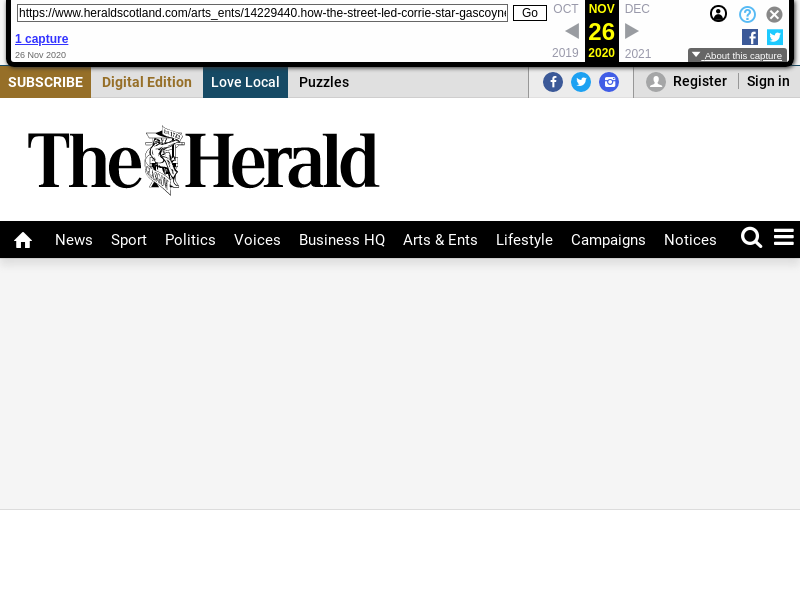 https://www.heraldscotland.com/arts_ents/14229440.how-the-street-led-corrie-star-gascoyn
Go
OCT NOV DEC
26
2019 2020 2021
1 capture
26 Nov 2020
About this capture
SUBSCRIBE Digital Edition Love Local Puzzles Register Sign in
The Herald
News Sport Politics Voices Business HQ Arts & Ents Lifestyle Campaigns Notices